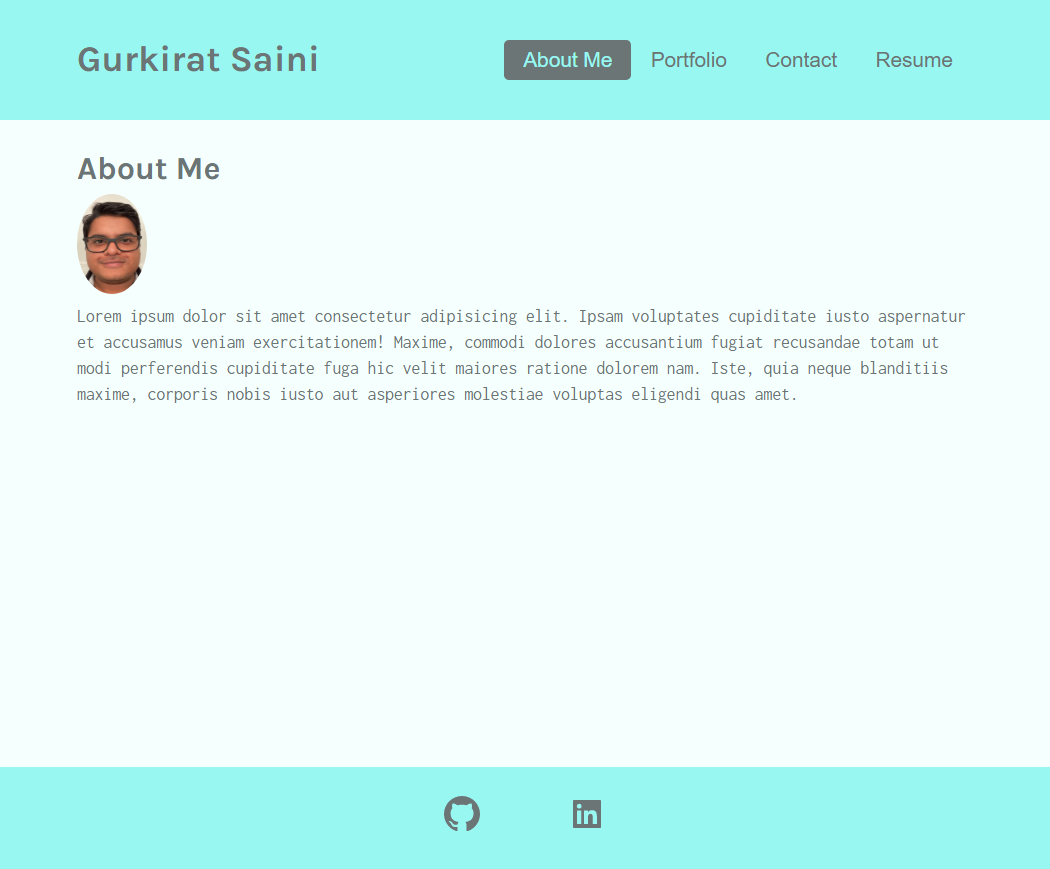 Gurkirat Saini
About Me Portfolio Contact Resume
About Me
Lorem ipsum dolor sit amet consectetur adipisicing elit. Ipsam voluptates cupiditate iusto aspernatur
et accusamus veniam exercitationem! Maxime, commodi dolores accusantium fugiat recusandae totam ut
modi perferendis cupiditate fuga hic velit maiores ratione dolorem nam. Iste, quia neque blanditiis
maxime, corporis nobis iusto aut asperiores molestiae voluptas eligendi quas amet.
in